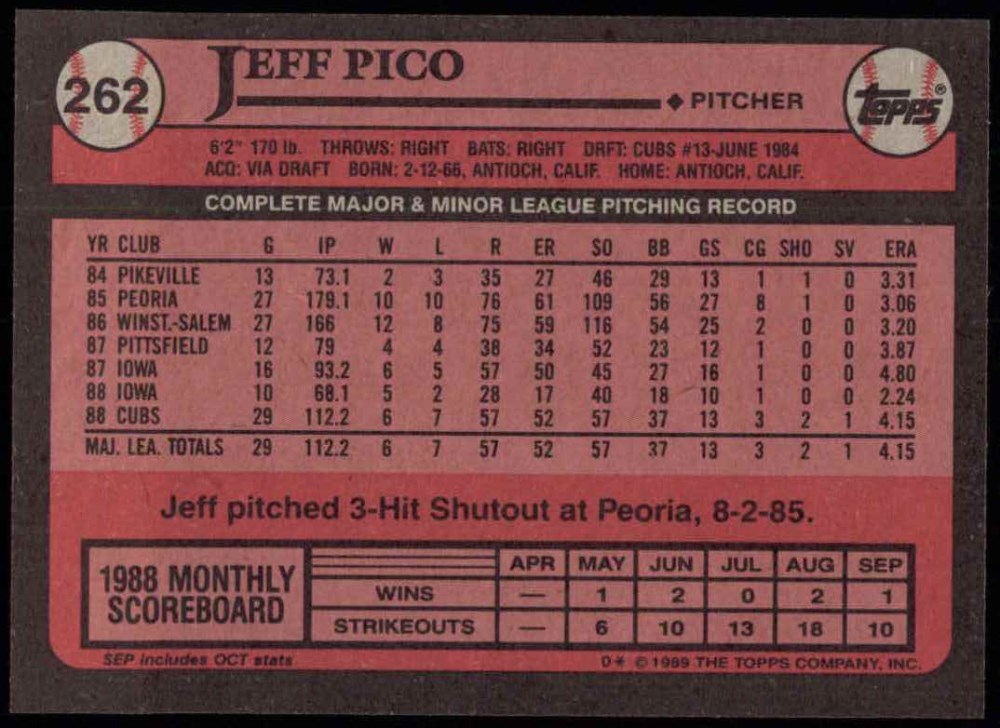 262
JEFF PICO
PITCHER
TOPPS®
6'2" 170 lb. THROWS: RIGHT BATS: RIGHT DRFT: CUBS #13-JUNE 1984
ACQ: VIA DRAFT BORN: 2-12-66, ANTIOCH, CALIF. HOME: ANTIOCH, CALIF.
COMPLETE MAJOR & MINOR LEAGUE PITCHING RECORD
YR CLUB G IP W L R ER SO BB GS CG SHO SV ERA
84 PIKEVILLE 13 73.1 2 3 35 27 46 29 13 1 1 0 3.31
85 PEORIA 27 179.1 10 10 76 61 109 56 27 8 1 0 3.06
86 WINST.-SALEM 27 166 12 8 75 59 116 54 25 2 0 0 3.20
87 PITTSFIELD 12 79 4 4 38 34 52 23 12 1 0 0 3.87
87 IOWA 16 93.2 6 5 57 50 45 27 16 1 0 0 4.80
88 IOWA 10 68.1 5 2 28 17 40 18 10 1 0 0 2.24
88 CUBS 29 112.2 6 7 57 52 57 37 13 3 2 1 4.15
MAJ. LEA. TOTALS 29 112.2 6 7 57 52 57 37 13 3 2 1 4.15
Jeff pitched 3-Hit Shutout at Peoria, 8-2-85.
1988 MONTHLY
SCOREBOARD
APR MAY JUN JUL AUG SEP
WINS — 1 2 0 2 1
STRIKEOUTS — 6 10 13 18 10
SEP includes OCT stats
D* © 1989 THE TOPPS COMPANY, INC.